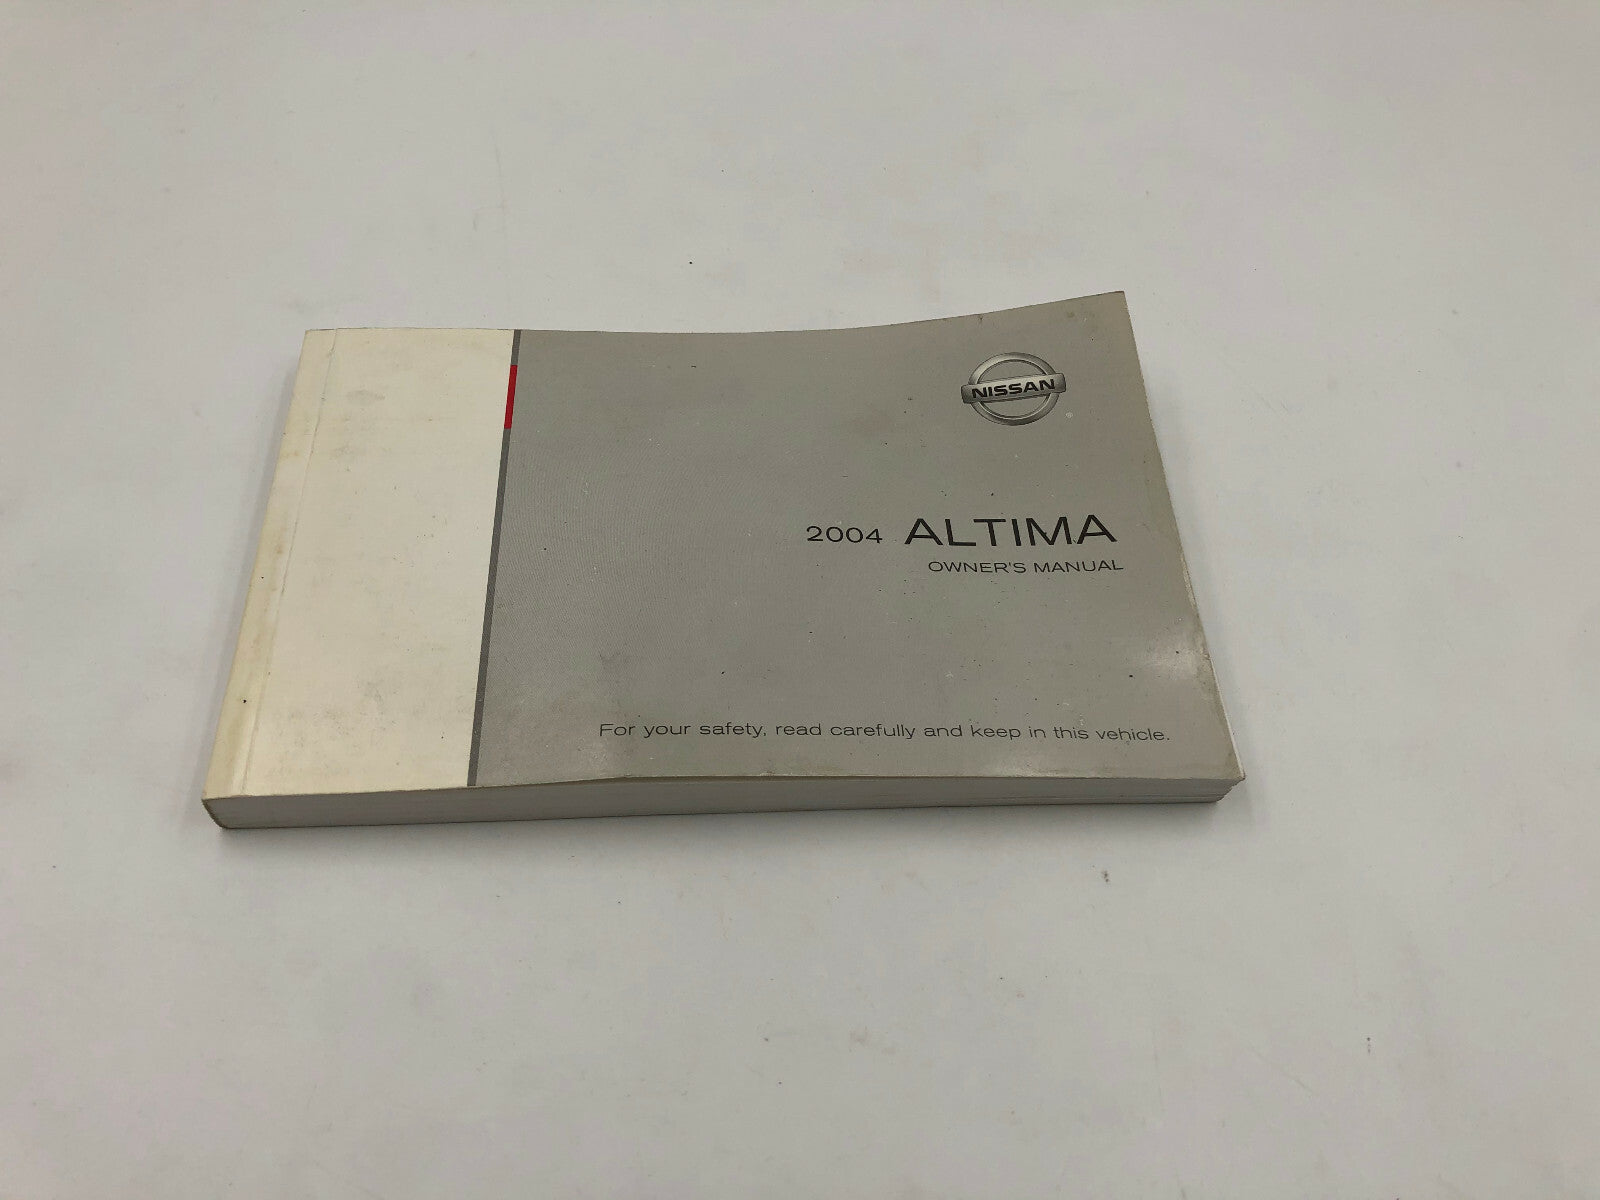 NISSAN
2004 ALTIMA
OWNER'S MANUAL
For your safety, read carefully and keep in this vehicle.